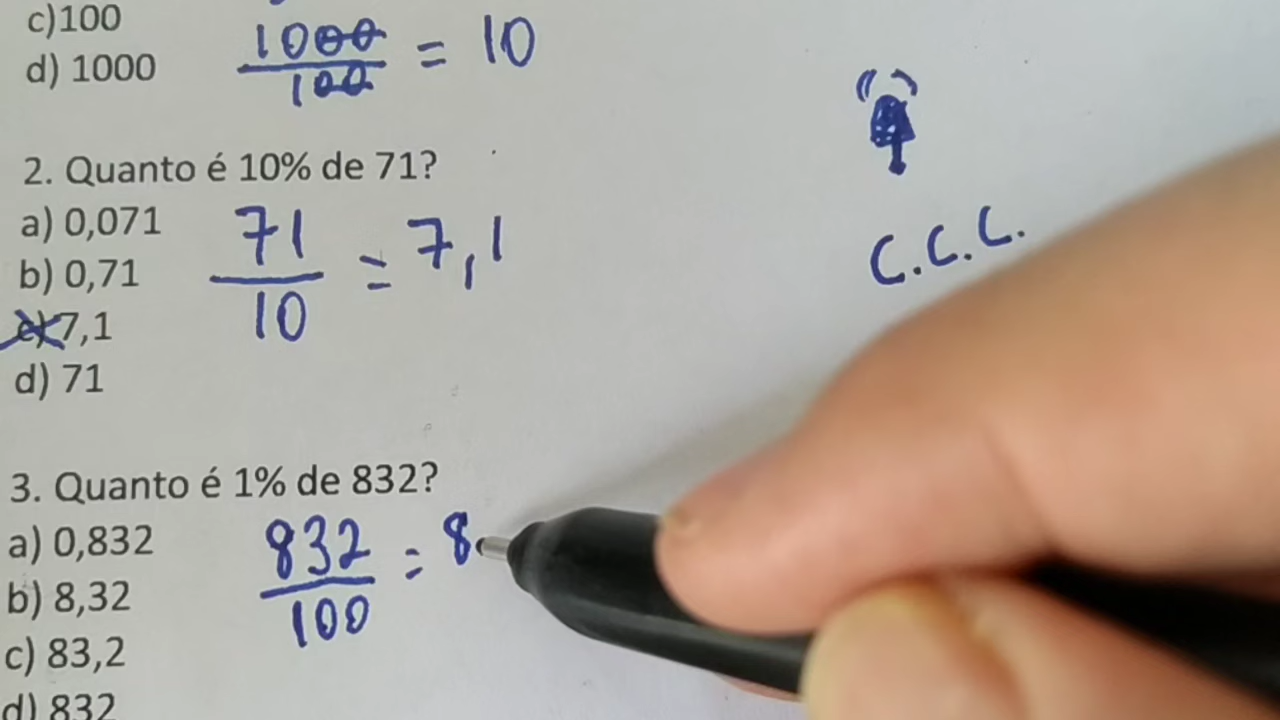 c)100
d) 1000
1000
100
= 10
2. Quanto é 10% de 71?
a) 0,071
b) 0,71
c) 7,1
d) 71
71
10
= 7,1
C.C.C.
3. Quanto é 1% de 832?
a) 0,832
b) 8,32
c) 83,2
d) 832
832
100
= 8